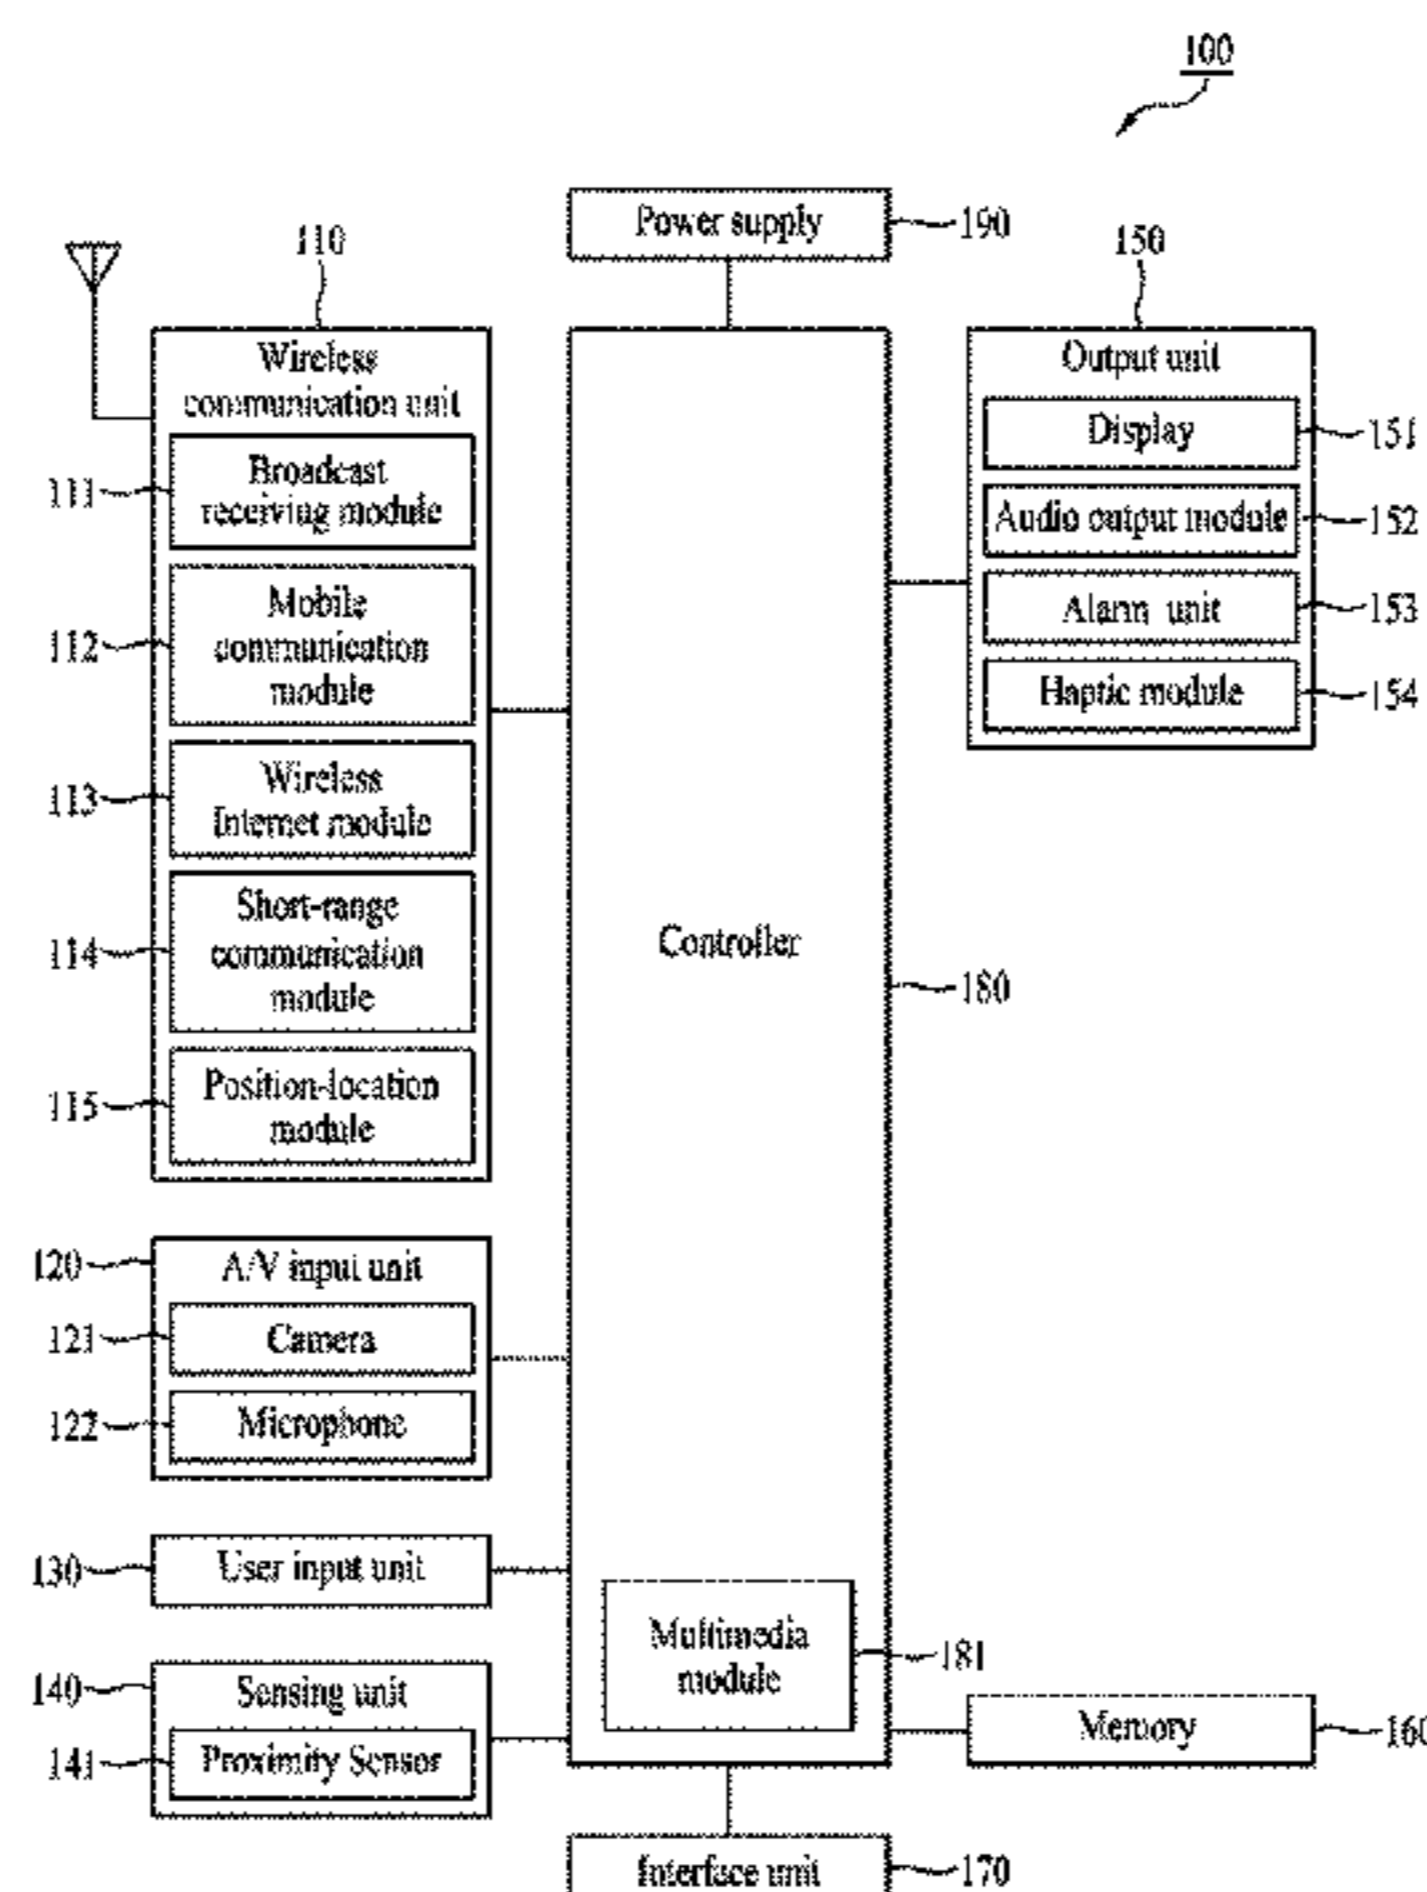 100
Power supply
190
110
150
Wireless
communication unit
Output unit
Display
151
Broadcast
receiving module
111
Audio output module
152
Mobile
communication
module
112
Alarm unit
153
Haptic module
154
Wireless
Internet module
113
Short-range
communication
module
114
Controller
180
Position-location
module
115
120
A/V input unit
121
Camera
122
Microphone
130
User input unit
Multimedia
module
181
140
Sensing unit
141
Proximity Sensor
Memory
160
Interface unit
170